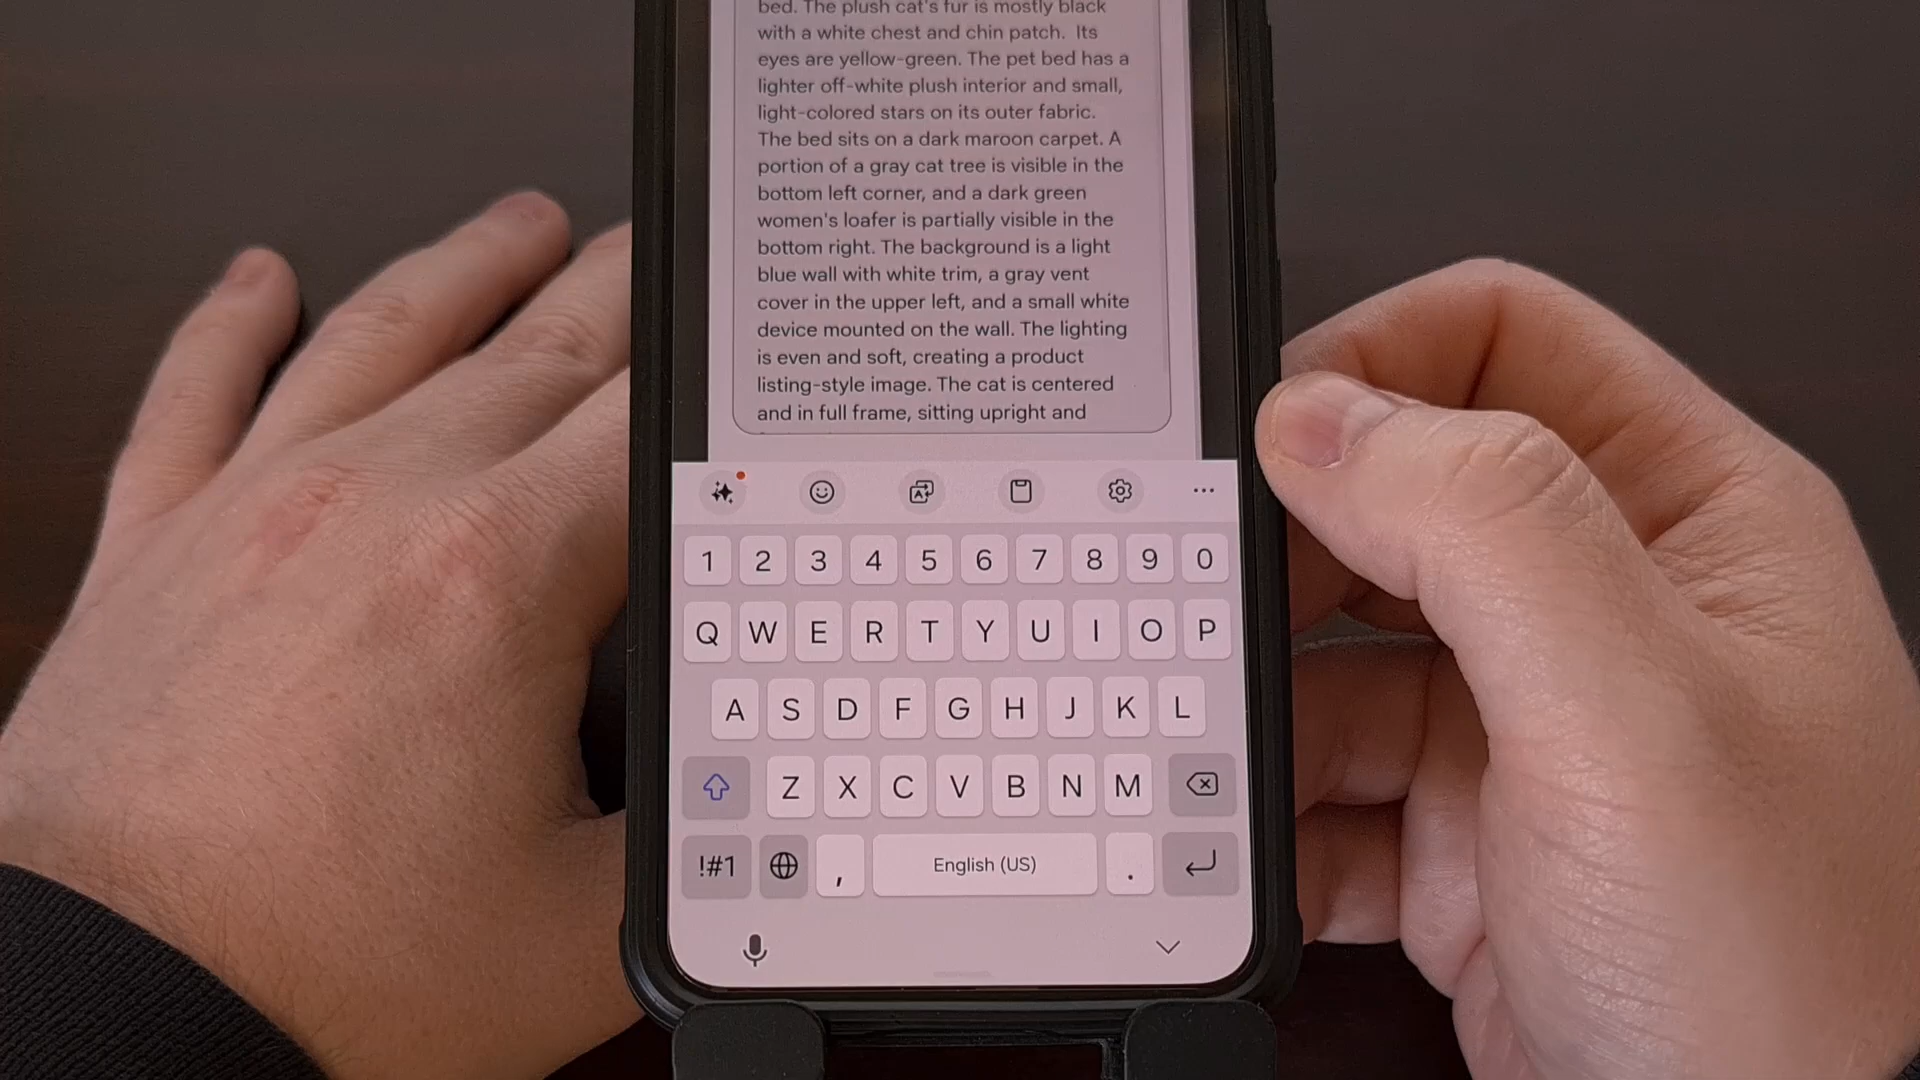 bed. The plush cat's fur is mostly black
with a white chest and chin patch.  Its
eyes are yellow-green. The pet bed has a
lighter off-white plush interior and small,
light-colored stars on its outer fabric.
The bed sits on a dark maroon carpet. A
portion of a gray cat tree is visible in the
bottom left corner, and a dark green
women's loafer is partially visible in the
bottom right. The background is a light
blue wall with white trim, a gray vent
cover in the upper left, and a small white
device mounted on the wall. The lighting
is even and soft, creating a product
listing-style image. The cat is centered
and in full frame, sitting upright and
1 2 3 4 5 6 7 8 9 0
Q W E R T Y U I O P
A S D F G H J K L
Z X C V B N M
!#1 , English (US) .